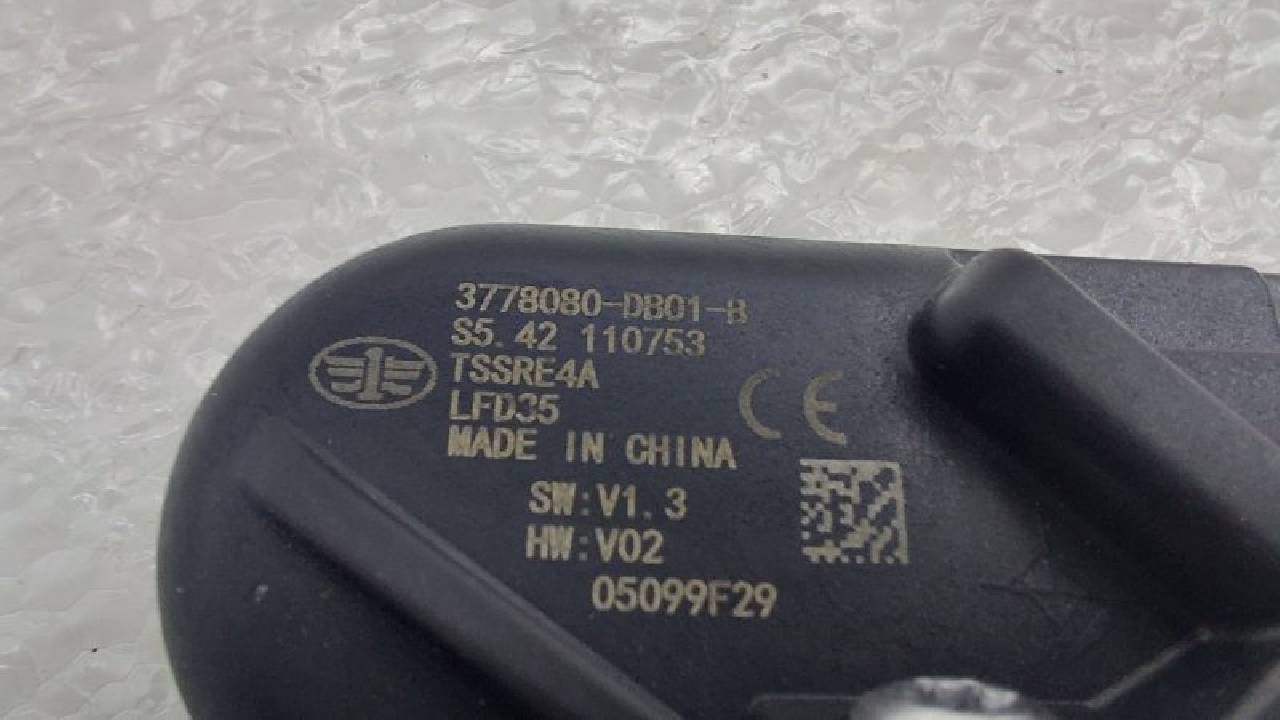 3778080-DB01-B
S5.42 110753
TSSRE4A
LFD35
MADE IN CHINA
CE
SW:V1.3
HW:V02
05099F29